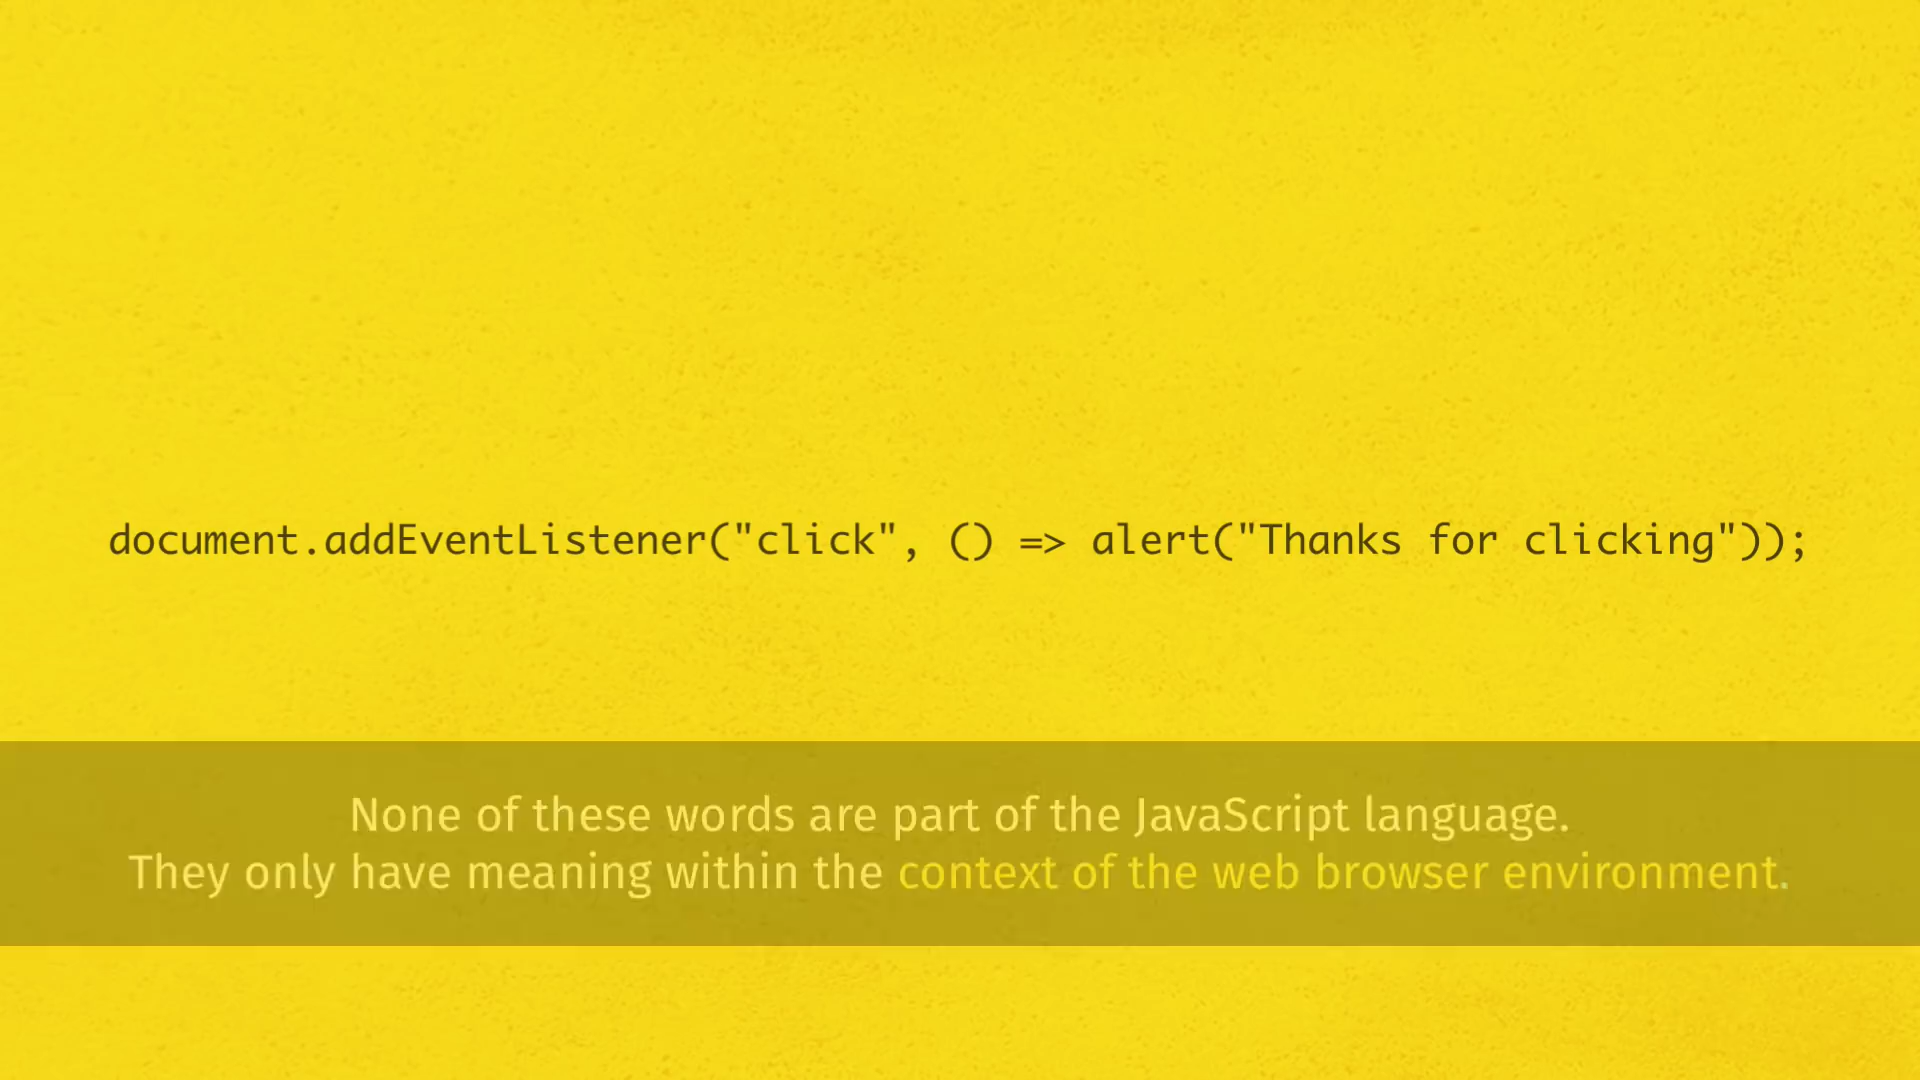 document.addEventListener("click", () => alert("Thanks for clicking"));
None of these words are part of the JavaScript language.
They only have meaning within the context of the web browser environment.